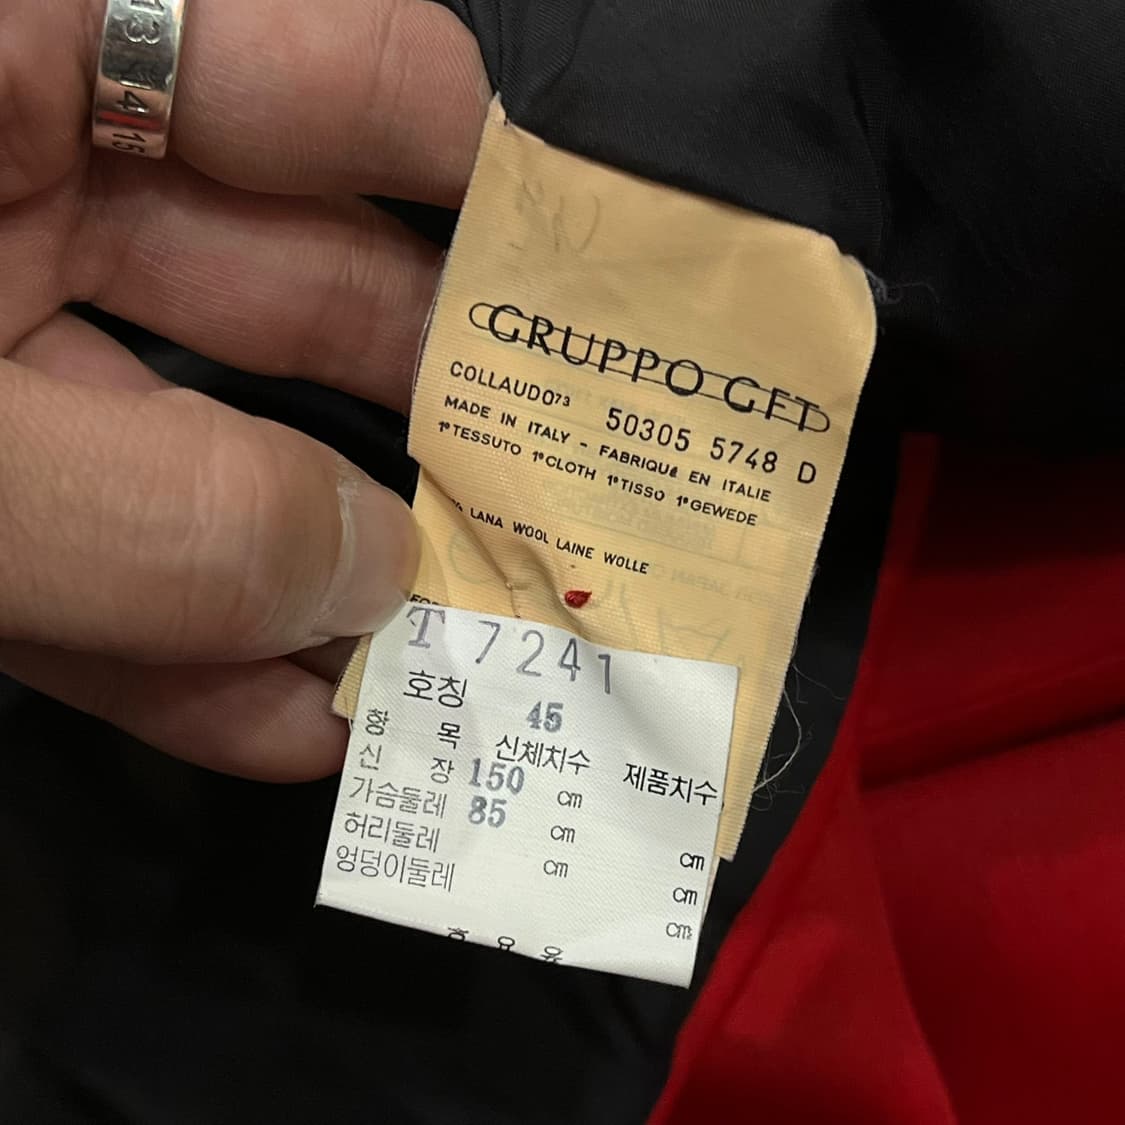 13 14 15
GRUPPO GFT
COLLAUDO73 50305 5748 D
MADE IN ITALY - FABRIQUé EN ITALIE
1°TESSUTO 1°CLOTH 1°TISSO 1°GEWEDE
LANA WOOL LAINE WOLLE
T 7241
호칭 45
항 목 신체치수 제품치수
신 장 150 cm
가슴둘레 85 cm cm
허리둘레 cm cm
엉덩이둘레 cm